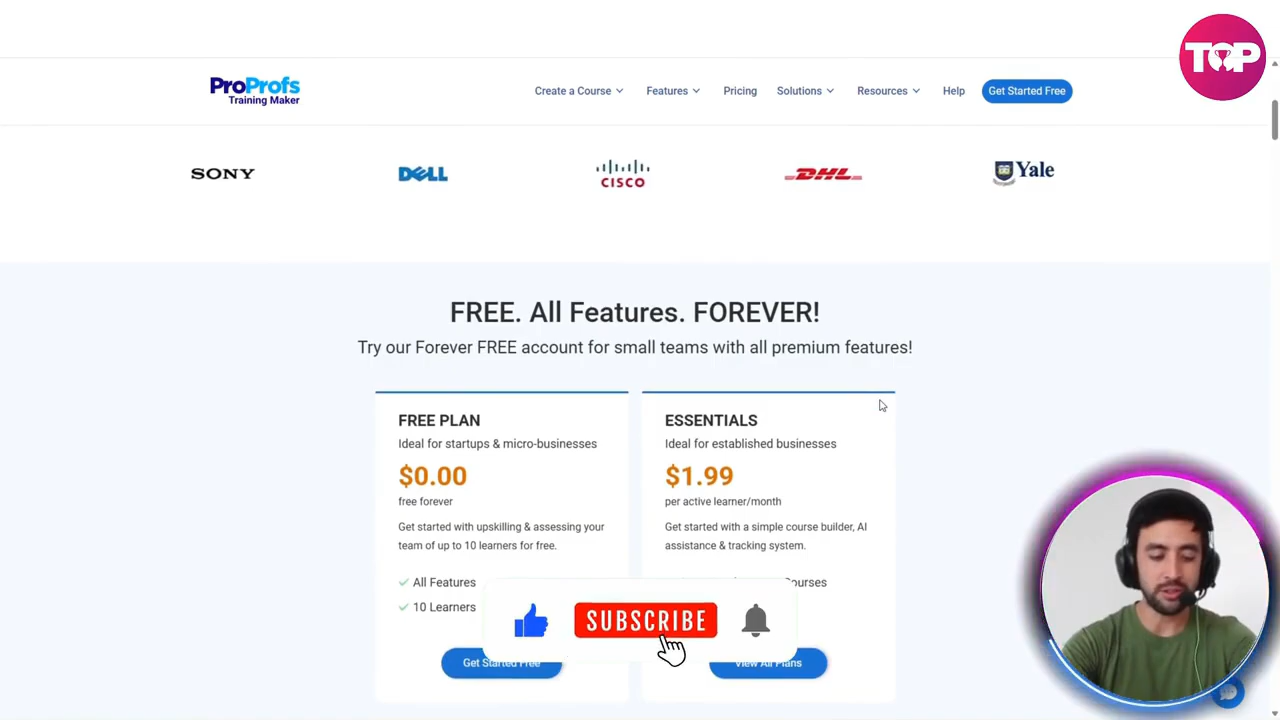 TOP
ProProfs
Training Maker
Create a Course
Features
Pricing
Solutions
Resources
Help
Get Started Free
SONY
DELL
CISCO
DHL
Yale
FREE. All Features. FOREVER!
Try our Forever FREE account for small teams with all premium features!
FREE PLAN
Ideal for startups & micro-businesses
$0.00
free forever
Get started with upskilling & assessing your
team of up to 10 learners for free.
All Features
10 Learners
Get Started Free
ESSENTIALS
Ideal for established businesses
$1.99
per active learner/month
Get started with a simple course builder, AI
assistance & tracking system.
SUBSCRIBE
View All Plans